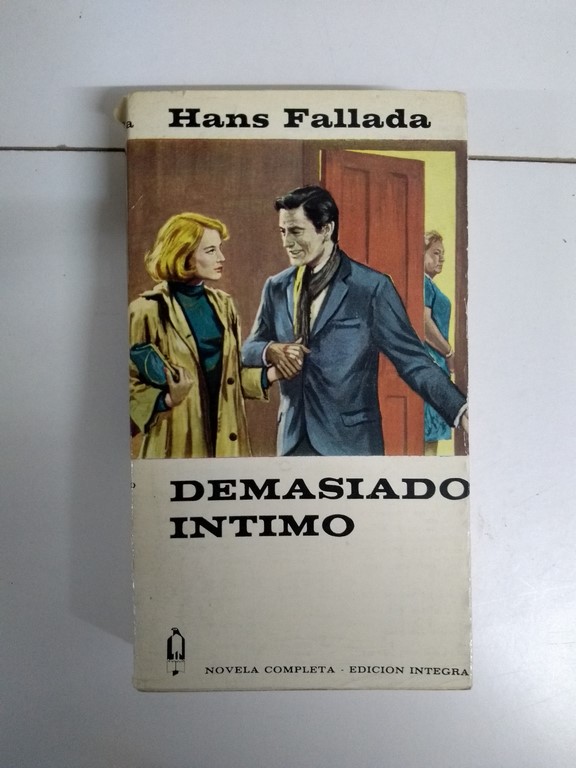 Hans Fallada
DEMASIADO
INTIMO
NOVELA COMPLETA - EDICION INTEGRA